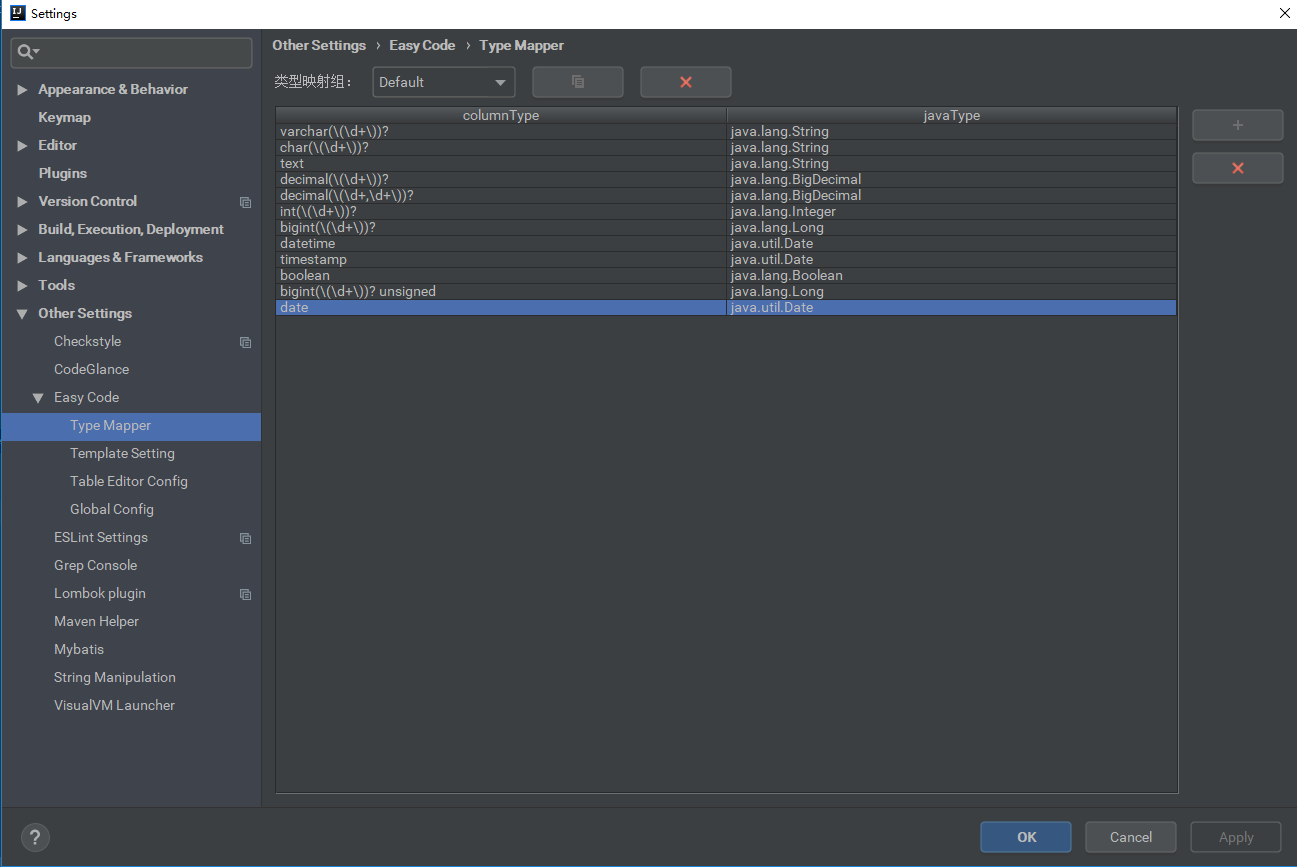 Settings
Appearance & Behavior
Keymap
Editor
Plugins
Version Control
Build, Execution, Deployment
Languages & Frameworks
Tools
Other Settings
Checkstyle
CodeGlance
Easy Code
Type Mapper
Template Setting
Table Editor Config
Global Config
ESLint Settings
Grep Console
Lombok plugin
Maven Helper
Mybatis
String Manipulation
VisualVM Launcher
Other Settings › Easy Code › Type Mapper
类型映射组： Default
columnType javaType
varchar(\(\d+\))? java.lang.String
char(\(\d+\))? java.lang.String
text java.lang.String
decimal(\(\d+\))? java.lang.BigDecimal
decimal(\(\d+,\d+\))? java.lang.BigDecimal
int(\(\d+\))? java.lang.Integer
bigint(\(\d+\))? java.lang.Long
datetime java.util.Date
timestamp java.util.Date
boolean java.lang.Boolean
bigint(\(\d+\))? unsigned java.lang.Long
date java.util.Date
? OK Cancel Apply